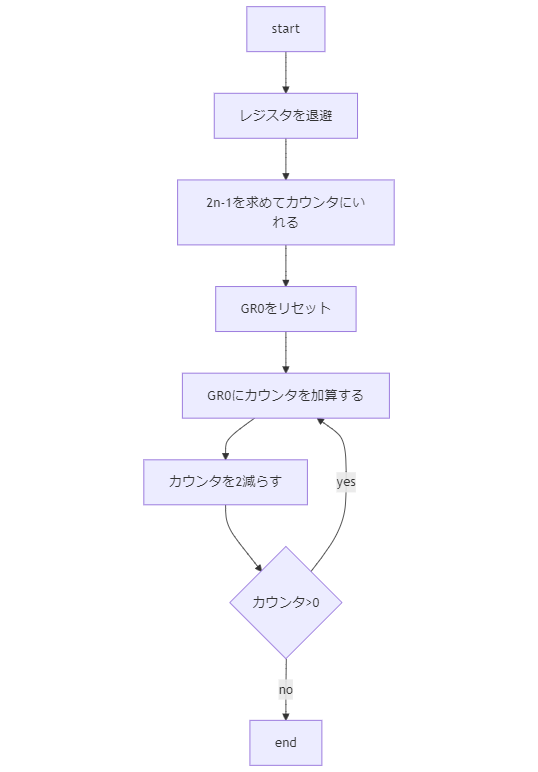 start
レジスタを退避
2n-1を求めてカウンタにい
れる
GR0をリセット
GR0にカウンタを加算する
カウンタを2減らす
yes
カウンタ>0
no
end